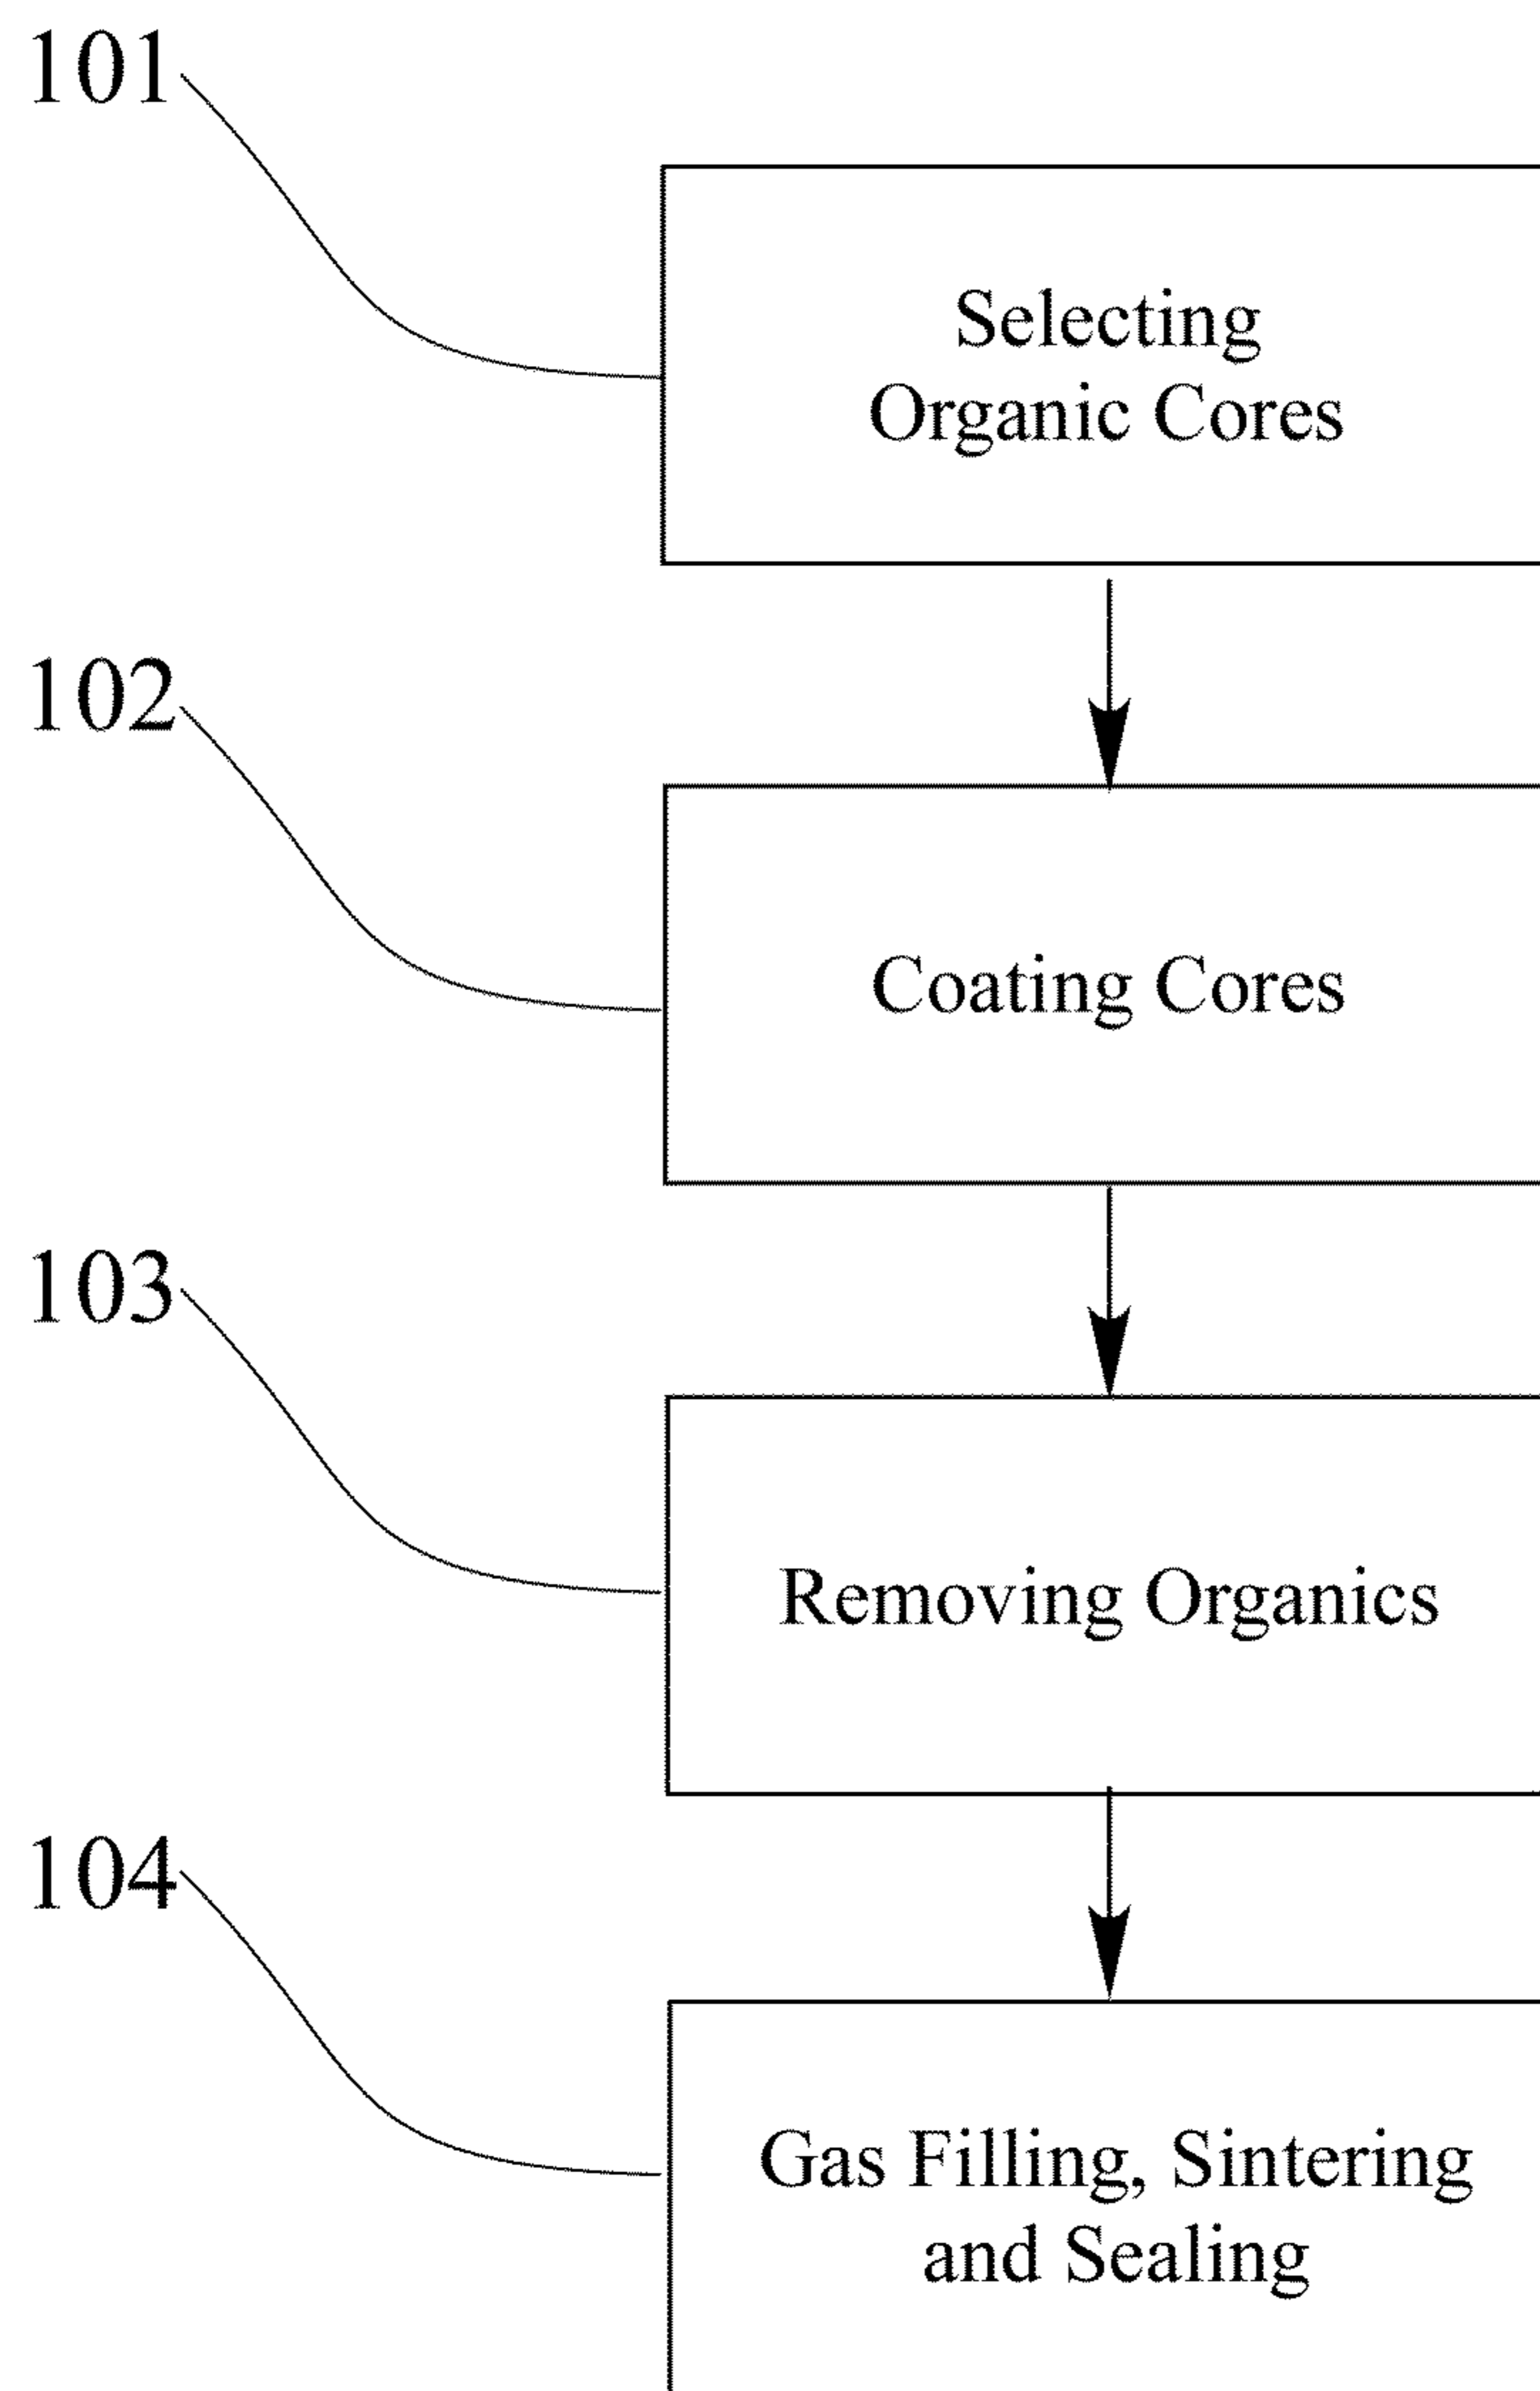 101
Selecting
Organic Cores
102
Coating Cores
103
Removing Organics
104
Gas Filling, Sintering
and Sealing